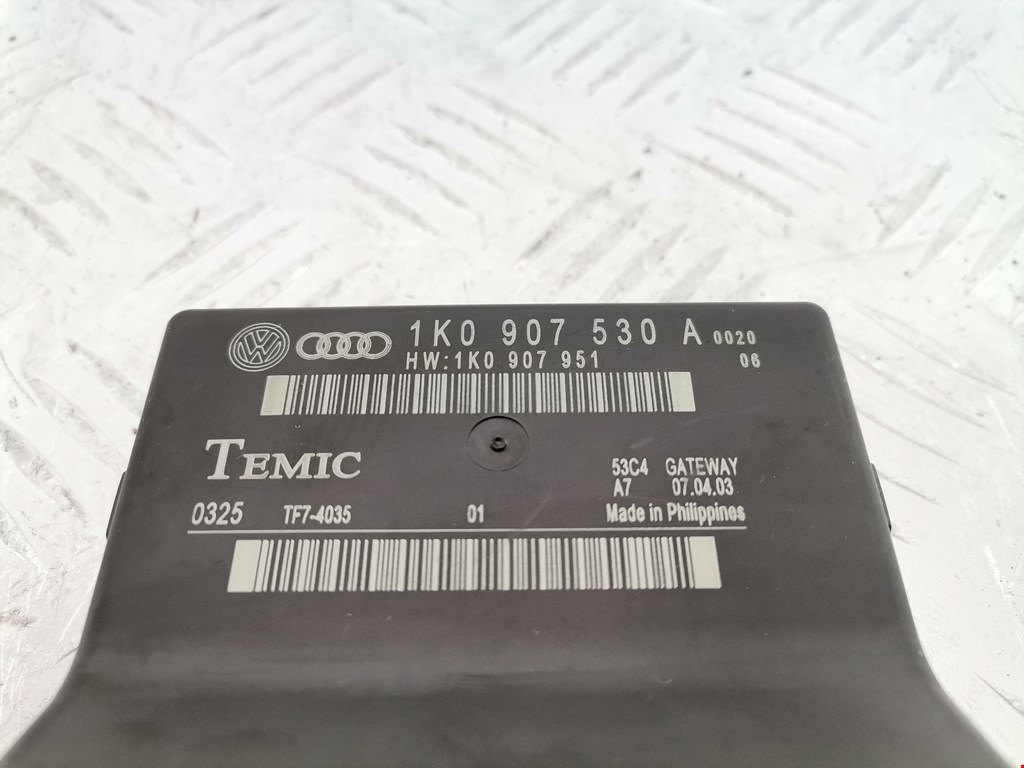 1K0 907 530 A 0020
HW:1K0 907 951 06
TEMIC
53C4 GATEWAY
A7 07.04.03
0325 TF7-4035 01 Made in Philippines